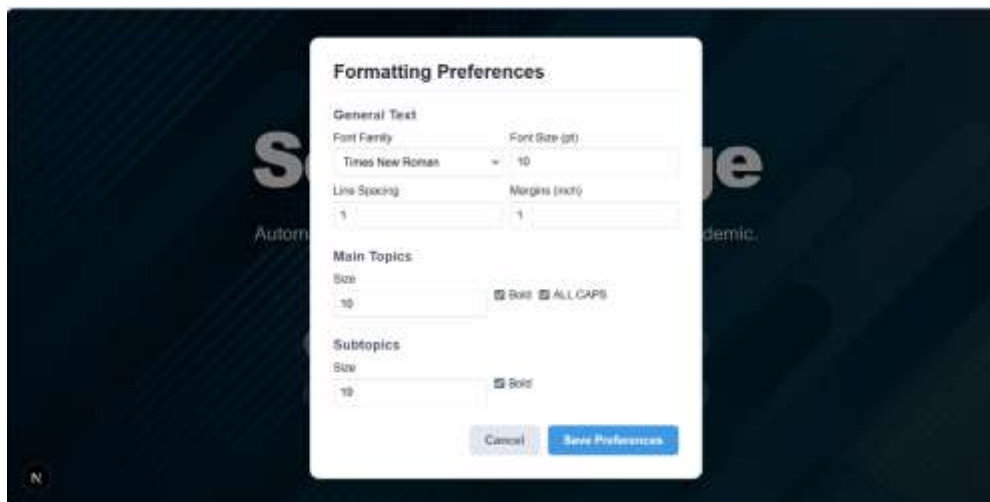 Formatting Preferences
General Text
Font Family Font Size (pt)
Times New Roman 10
Line Spacing Margins (inch)
1 1
Autom demic.
Main Topics
Size
10 Bold ALL CAPS
Subtopics
Size
10 Bold
Cancel Save Preferences
N